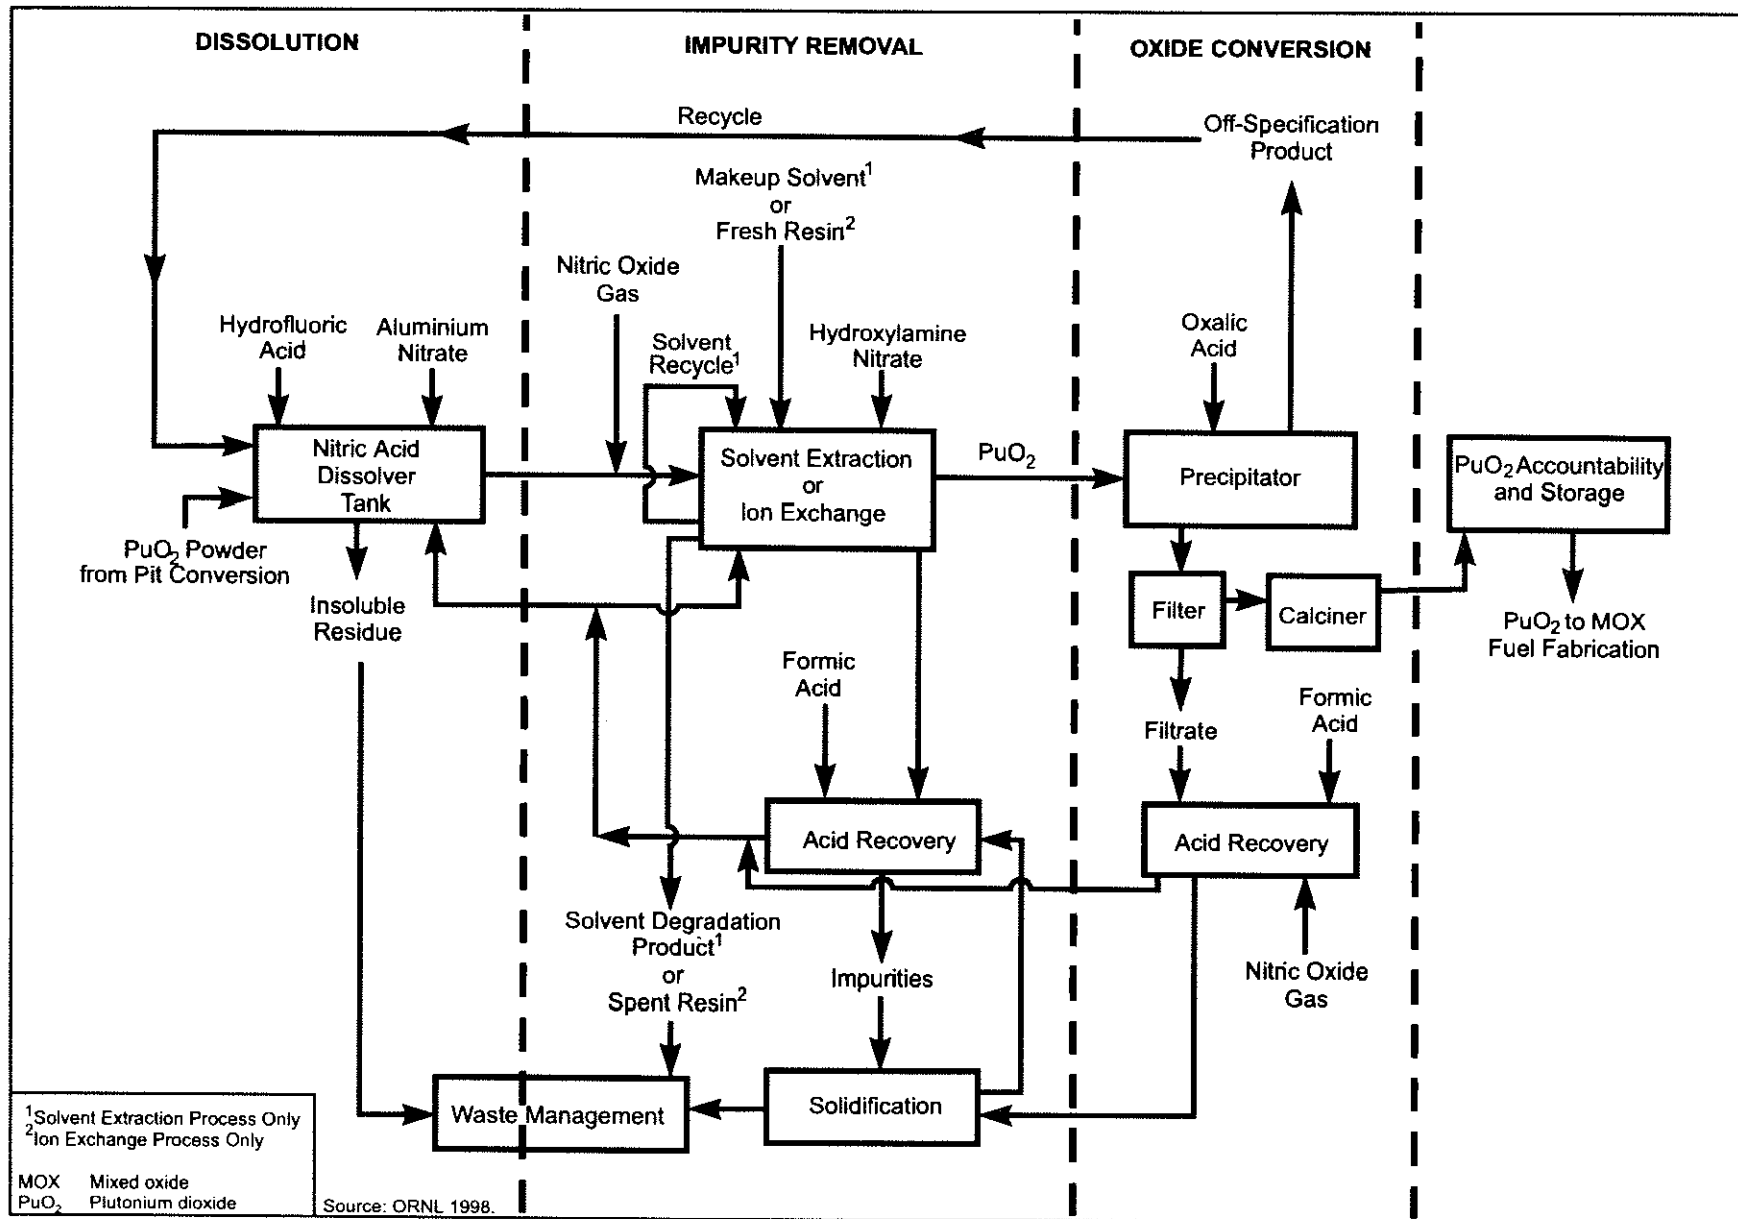 DISSOLUTION
IMPURITY REMOVAL
OXIDE CONVERSION
Recycle
Off-Specification
Product
Makeup Solvent¹
or
Fresh Resin²
Nitric Oxide
Gas
Hydrofluoric
Acid
Aluminium
Nitrate
Solvent
Recycle¹
Hydroxylamine
Nitrate
Oxalic
Acid
Nitric Acid
Dissolver
Tank
Solvent Extraction
or
Ion Exchange
PuO₂
Precipitator
PuO₂ Accountability
and Storage
PuO₂ Powder
from Pit Conversion
Insoluble
Residue
Filter
Calciner
PuO₂ to MOX
Fuel Fabrication
Formic
Acid
Filtrate
Formic
Acid
Acid Recovery
Acid Recovery
Solvent Degradation
Product¹
or
Spent Resin²
Impurities
Nitric Oxide
Gas
Waste Management
Solidification
¹Solvent Extraction Process Only
²Ion Exchange Process Only
MOX Mixed oxide
PuO₂ Plutonium dioxide
Source: ORNL 1998.